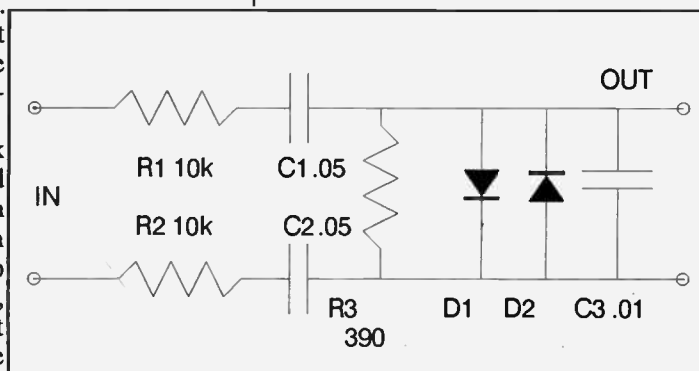 OUT
R1 10k C1 .05
IN
R2 10k C2 .05
R3 D1 D2 C3 .01
390